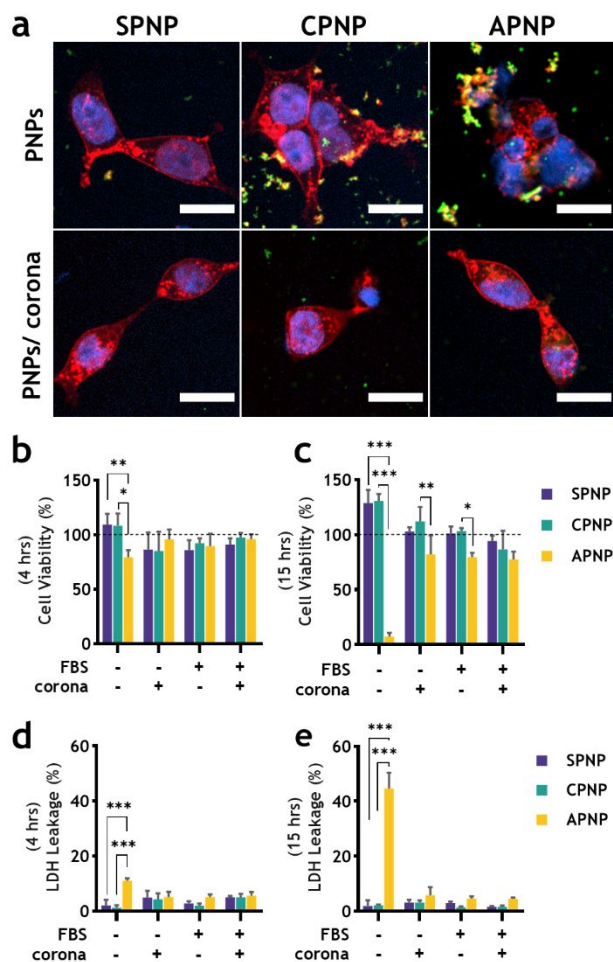 a
SPNP CPNP APNP
PNPs
PNPs/ corona
b
** 
*
(4 hrs)
Cell Viability (%)
150
100
50
0
FBS - - + +
corona - + - +
c
***
***
**
*
(15 hrs)
Cell Viability (%)
150
100
50
0
- - + +
- + - +
SPNP
CPNP
APNP
d
***
***
(4 hrs)
LDH Leakage (%)
60
40
20
0
FBS - - + +
corona - + - +
e
***
***
(15 hrs)
LDH Leakage (%)
60
40
20
0
FBS - - + +
corona - + - +
SPNP
CPNP
APNP